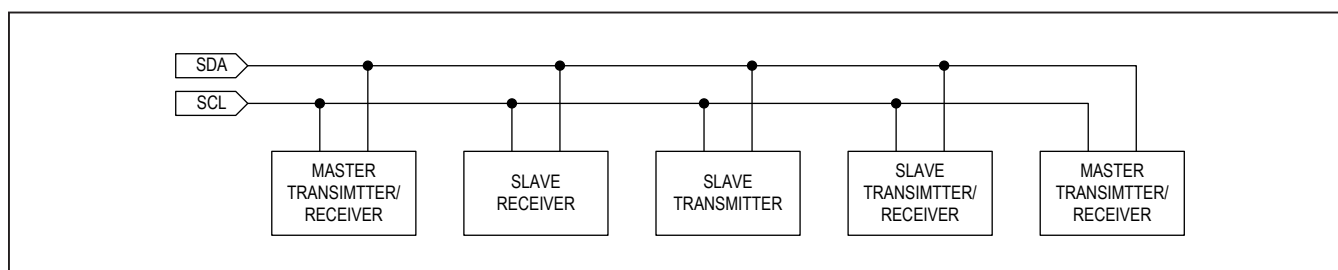 SDA
SCL
MASTER
TRANSIMTTER/
RECEIVER
SLAVE
RECEIVER
SLAVE
TRANSMITTER
SLAVE
TRANSIMTTER/
RECEIVER
MASTER
TRANSIMTTER/
RECEIVER